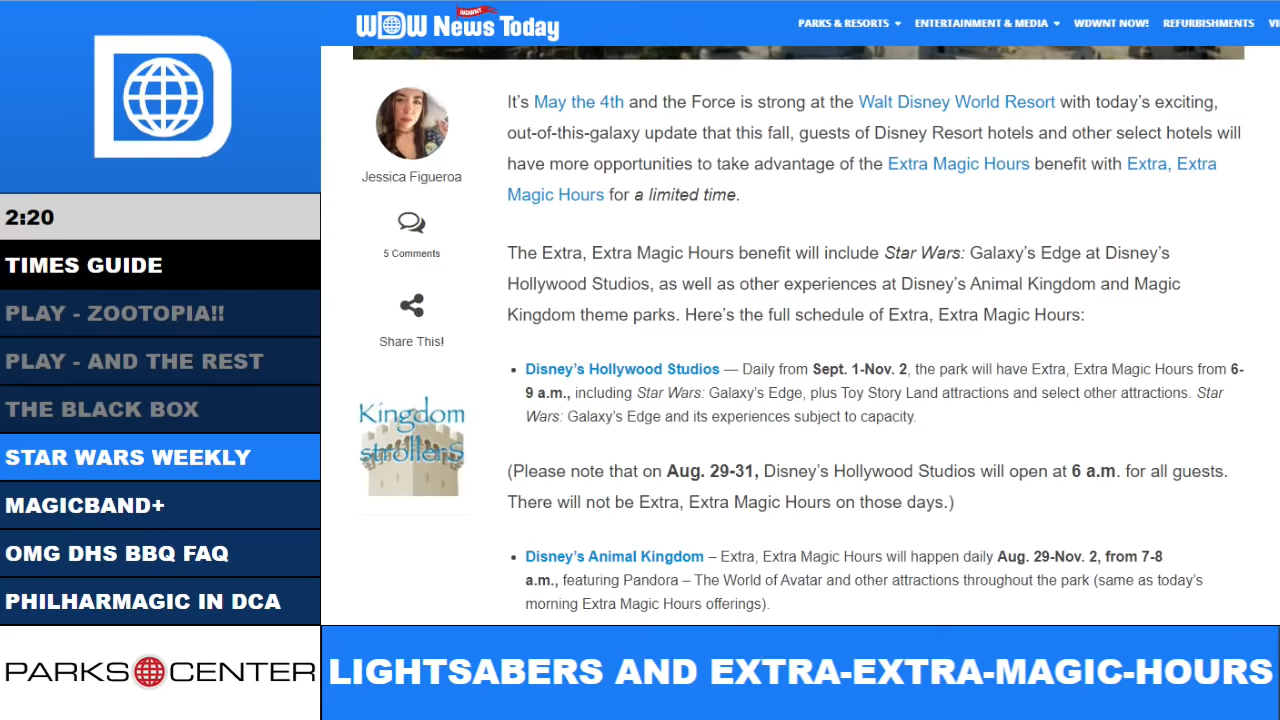 2:20
TIMES GUIDE
PLAY - ZOOTOPIA!!
PLAY - AND THE REST
THE BLACK BOX
STAR WARS WEEKLY
MAGICBAND+
OMG DHS BBQ FAQ
PHILHARMAGIC IN DCA
PARKS CENTER
WDWNT
WDW News Today
PARKS & RESORTS
ENTERTAINMENT & MEDIA
WDWNT NOW!
REFURBISHMENTS
Jessica Figueroa
5 Comments
Share This!
Kingdom
strollers
It’s May the 4th and the Force is strong at the Walt Disney World Resort with today’s exciting,
out-of-this-galaxy update that this fall, guests of Disney Resort hotels and other select hotels will
have more opportunities to take advantage of the Extra Magic Hours benefit with Extra, Extra
Magic Hours for a limited time.
The Extra, Extra Magic Hours benefit will include Star Wars: Galaxy’s Edge at Disney’s
Hollywood Studios, as well as other experiences at Disney’s Animal Kingdom and Magic
Kingdom theme parks. Here’s the full schedule of Extra, Extra Magic Hours:
• Disney’s Hollywood Studios — Daily from Sept. 1-Nov. 2, the park will have Extra, Extra Magic Hours from 6-
9 a.m., including Star Wars: Galaxy’s Edge, plus Toy Story Land attractions and select other attractions. Star
Wars: Galaxy’s Edge and its experiences subject to capacity.
(Please note that on Aug. 29-31, Disney’s Hollywood Studios will open at 6 a.m. for all guests.
There will not be Extra, Extra Magic Hours on those days.)
• Disney’s Animal Kingdom – Extra, Extra Magic Hours will happen daily Aug. 29-Nov. 2, from 7-8
a.m., featuring Pandora – The World of Avatar and other attractions throughout the park (same as today’s
morning Extra Magic Hours offerings).
LIGHTSABERS AND EXTRA-EXTRA-MAGIC-HOURS